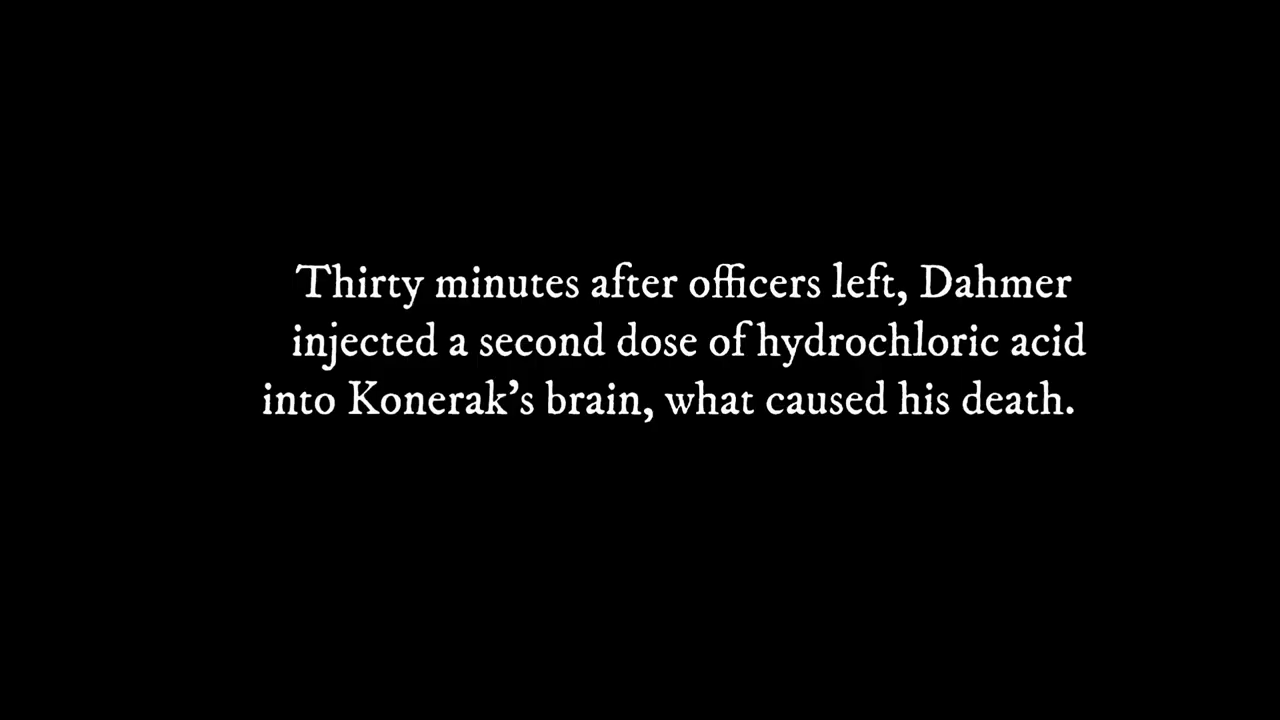 Thirty minutes after officers left, Dahmer
injected a second dose of hydrochloric acid
into Konerak’s brain, what caused his death.